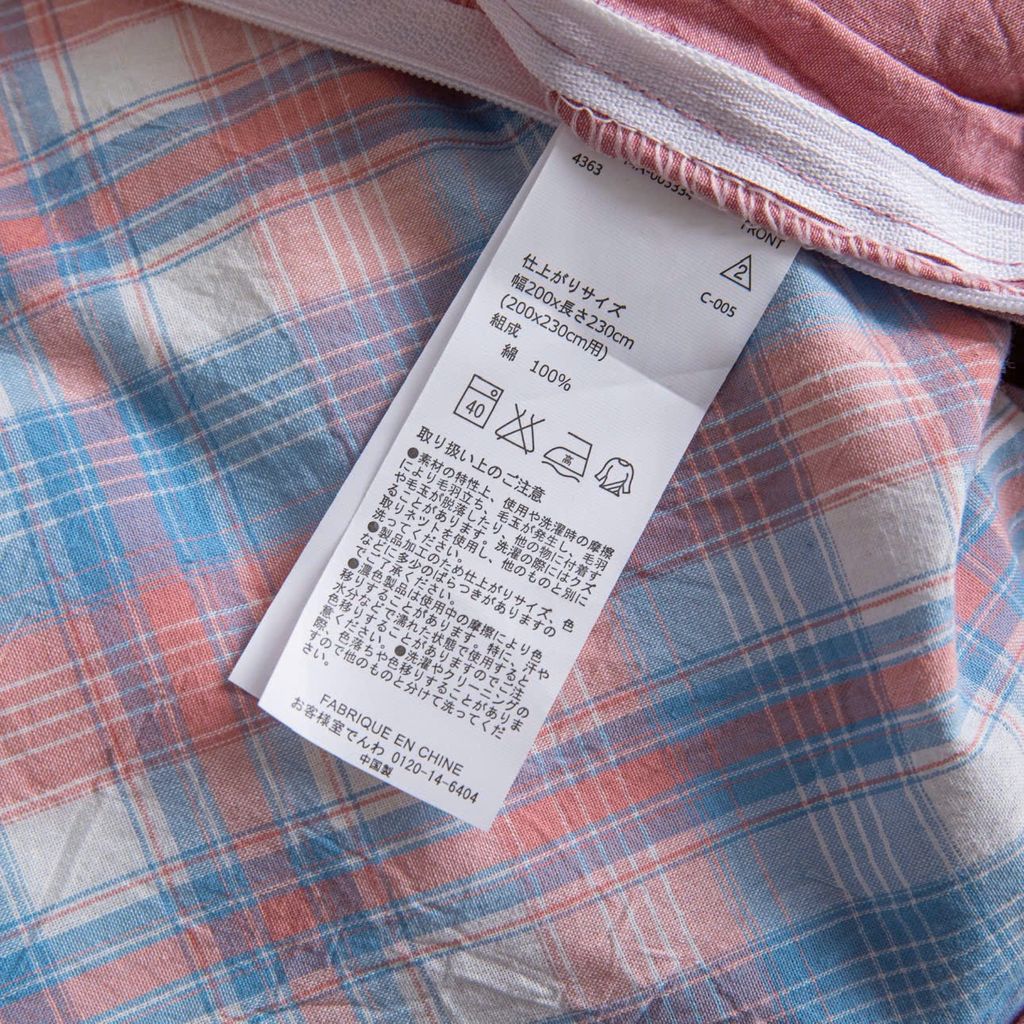 4363
FRONT
2
C-005
仕上がりサイズ
幅200x長さ230cm
(200x230cm用)
組成
綿 100%
40
高
取り扱い上のご注意
●素材の特性上、使用や洗濯時の摩擦
により毛羽立ち、毛玉が発生し、毛羽
や毛玉が脱落したり、他の物に付着す
ることがあります。洗濯の際にはクズ
取りネットを使用し、他のものと別に
洗ってください。
●製品加工のため仕上がりサイズ、色
などに多少のばらつきがありますの
でご了承ください。
●濃色製品は使用中の摩擦により色
移りすることがあります。特に、汗や
水分などで濡れた状態で使用すると
色移りすることがありますのでご注
意ください。●洗濯やクリーニングの
際、色落ちや色移りすることがありま
すので他のものと分けて洗ってくだ
さい。
FABRIQUE EN CHINE
お客様室でんわ 0120-14-6404
中国製